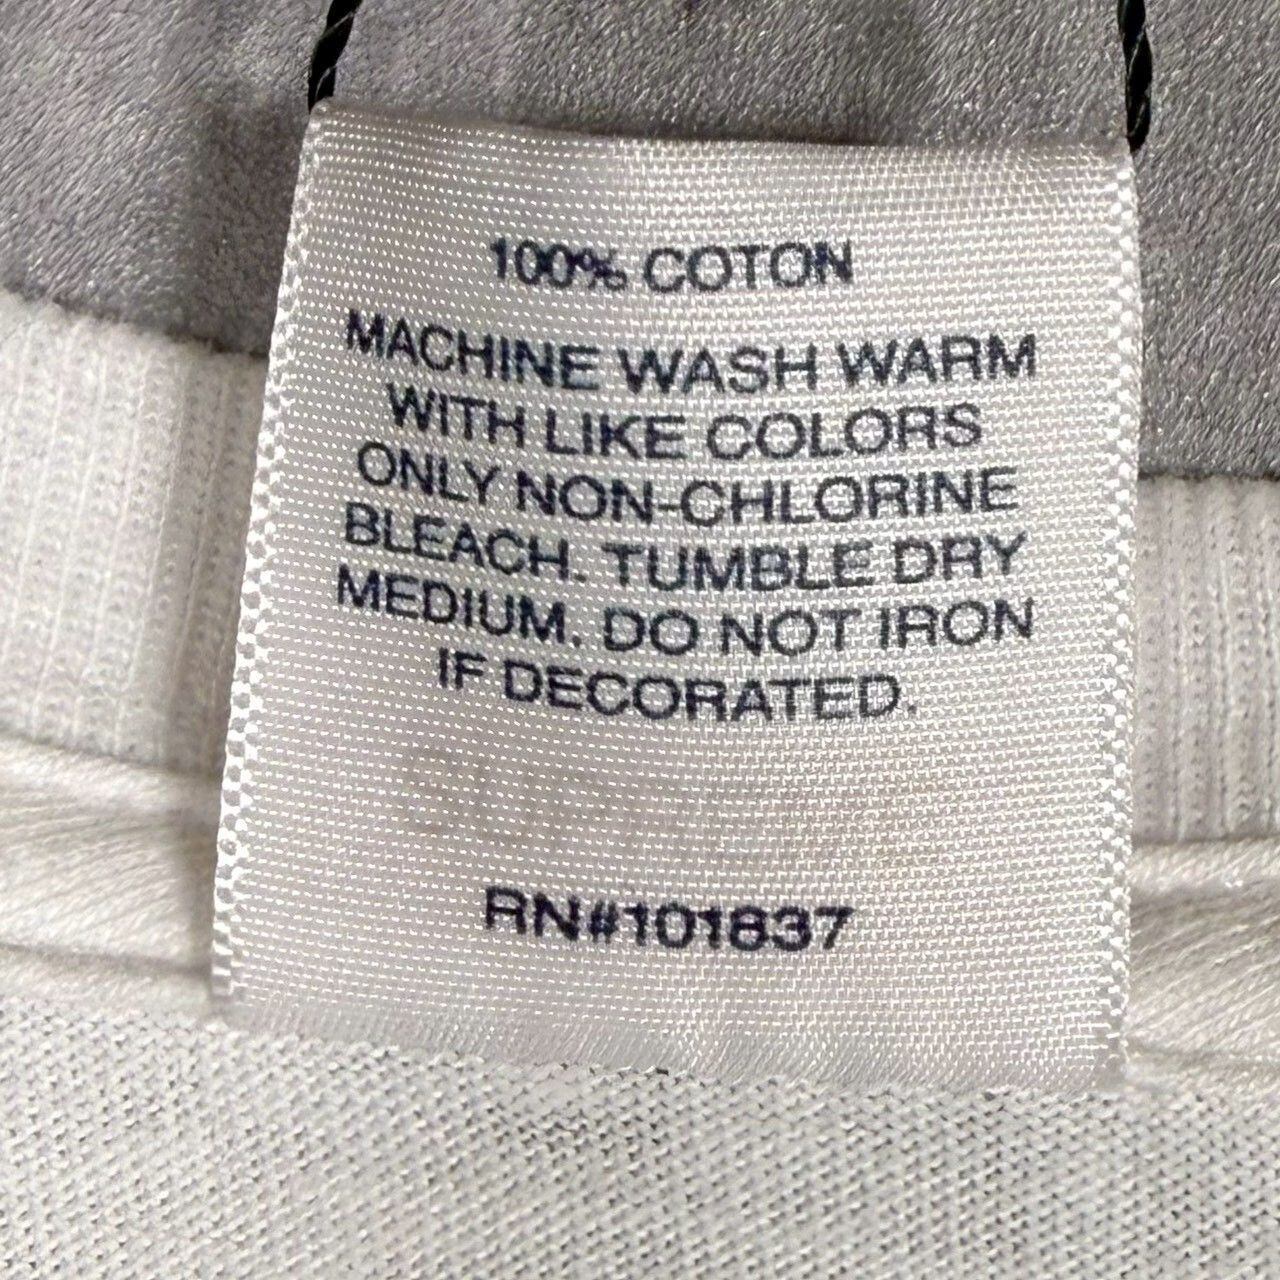 100% COTON
MACHINE WASH WARM
WITH LIKE COLORS
ONLY NON-CHLORINE
BLEACH. TUMBLE DRY
MEDIUM. DO NOT IRON
IF DECORATED.
RN#101837